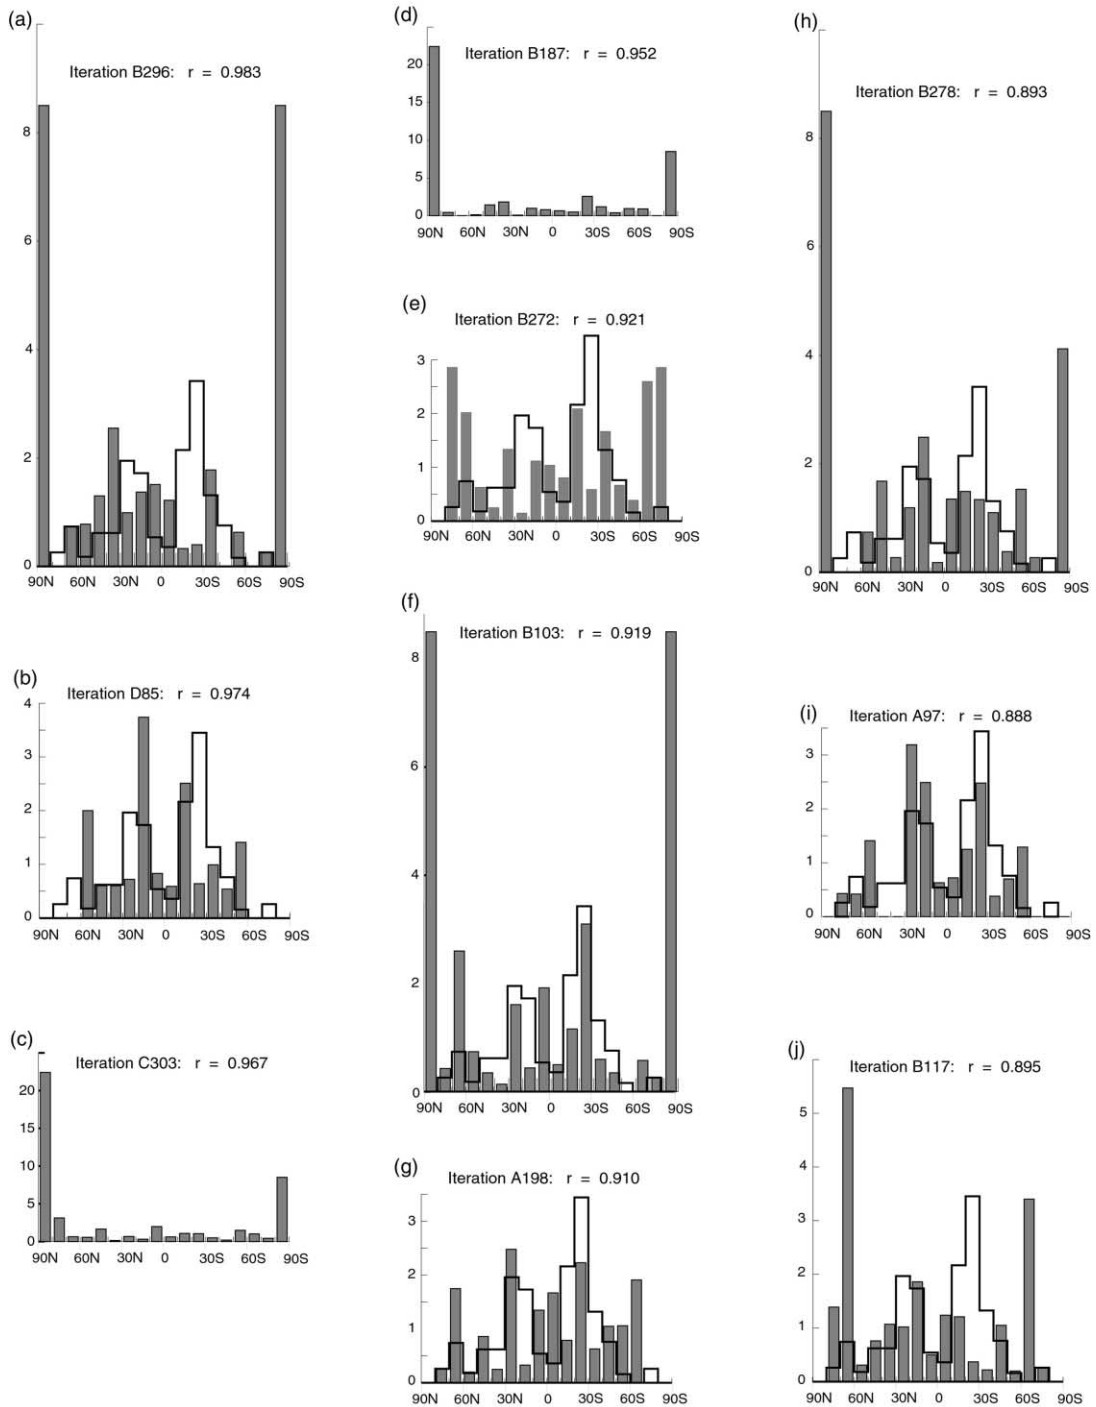 (a)
Iteration B296: r = 0.983
8
6
4
2
0
90N 60N 30N 0 30S 60S 90S
(b)
Iteration D85: r = 0.974
4
3
2
1
0
90N 60N 30N 0 30S 60S 90S
(c)
Iteration C303: r = 0.967
20
15
10
5
0
90N 60N 30N 0 30S 60S 90S
(d)
Iteration B187: r = 0.952
20
15
10
5
0
90N 60N 30N 0 30S 60S 90S
(e)
Iteration B272: r = 0.921
3
2
1
0
90N 60N 30N 0 30S 60S 90S
(f)
Iteration B103: r = 0.919
8
6
4
2
0
90N 60N 30N 0 30S 60S 90S
(g)
Iteration A198: r = 0.910
3
2
1
0
90N 60N 30N 0 30S 60S 90S
(h)
Iteration B278: r = 0.893
8
6
4
2
0
90N 60N 30N 0 30S 60S 90S
(i)
Iteration A97: r = 0.888
3
2
1
0
90N 60N 30N 0 30S 60S 90S
(j)
Iteration B117: r = 0.895
5
4
3
2
1
0
90N 60N 30N 0 30S 60S 90S